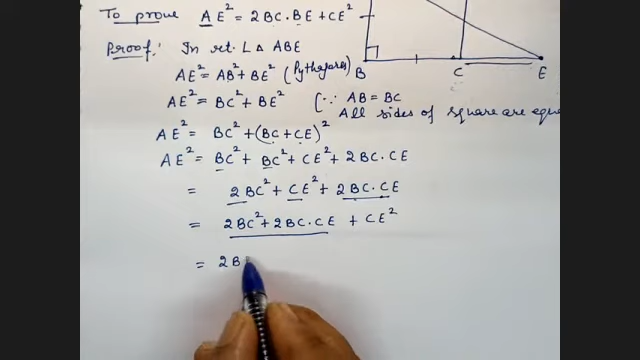 To prove AE² = 2BC·BE + CE²
Proof: In rt. L △ ABE
AE² = AB² + BE² (Pythagoras)
B
C
E
AE² = BC² + BE² (∵ AB = BC
All sides of square are equa
AE² = BC² + (BC + CE)²
AE² = BC² + BC² + CE² + 2BC·CE
= 2BC² + CE² + 2BC·CE
= 2BC² + 2BC·CE + CE²
= 2B